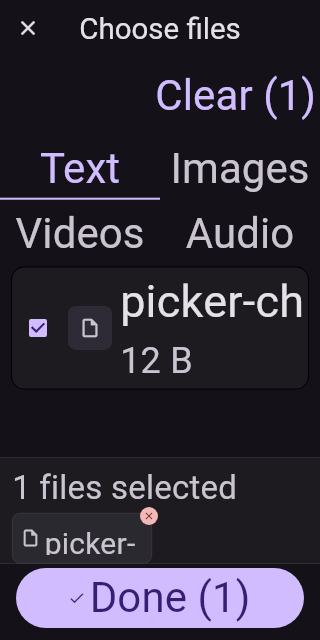 Choose files
Clear (1)
Text Images
Videos Audio
picker-ch
12 B
1 files selected
picker-
Done (1)